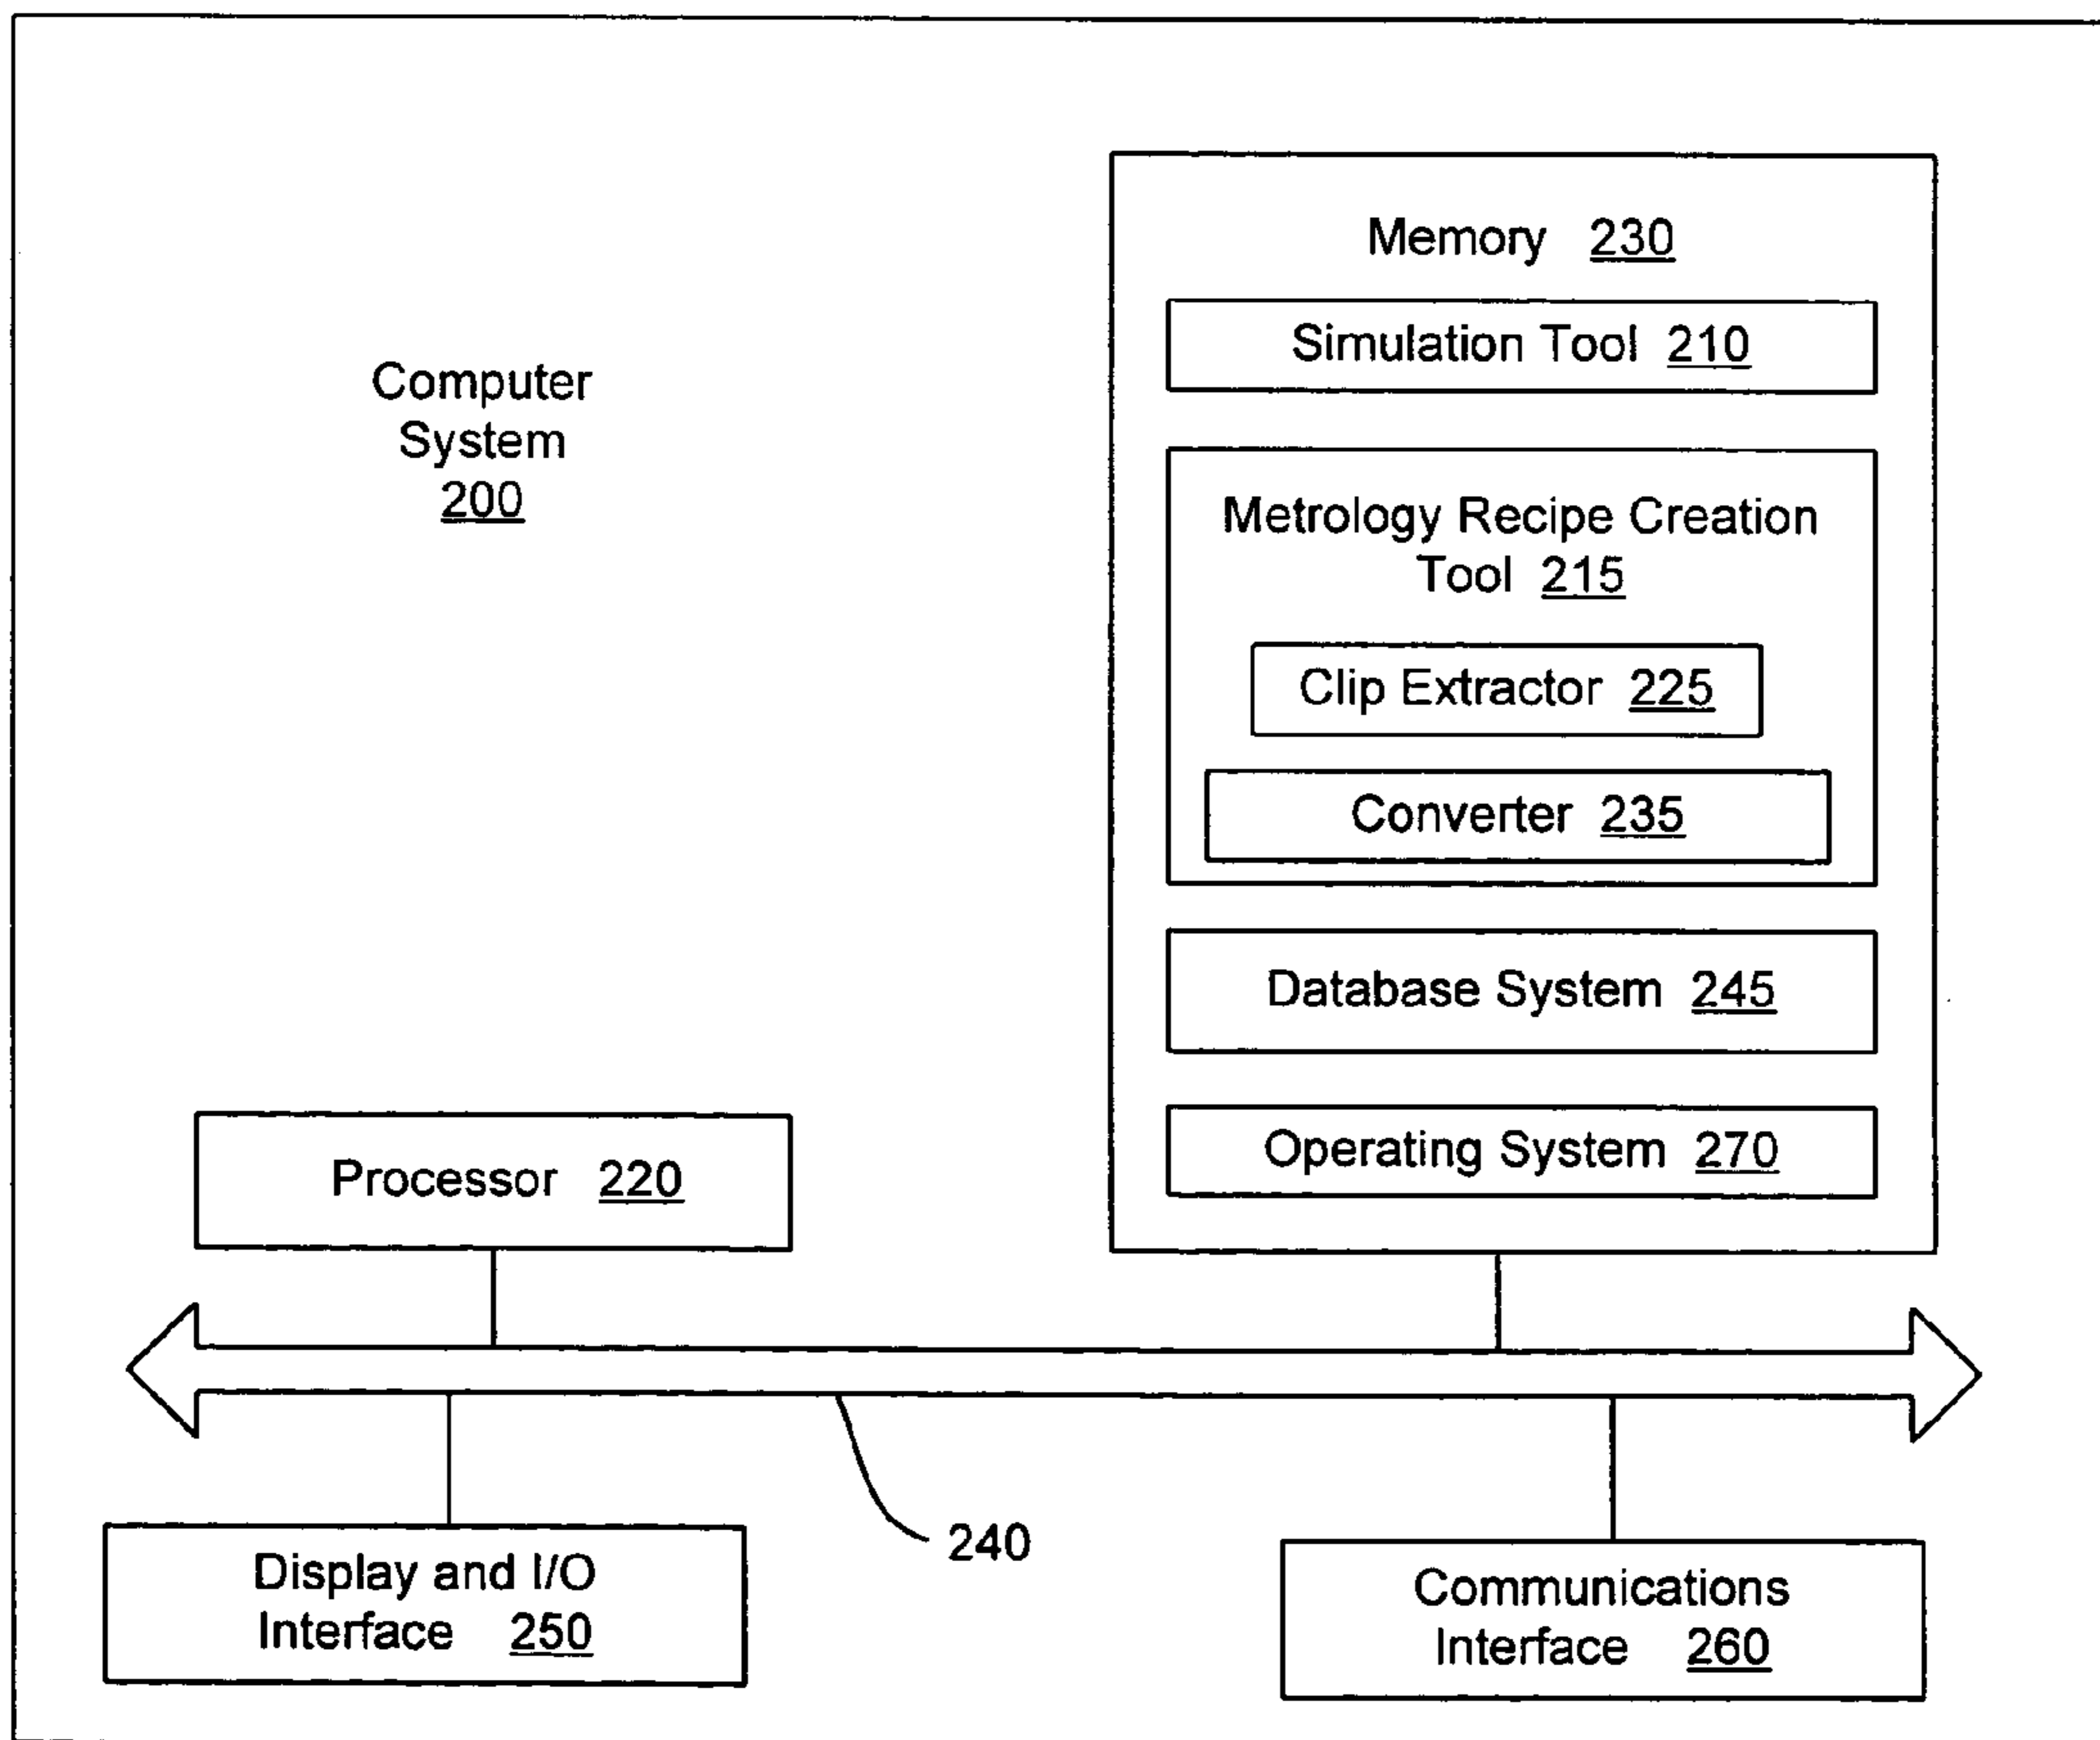 Computer
System
200
Memory 230
Simulation Tool 210
Metrology Recipe Creation
Tool 215
Clip Extractor 225
Converter 235
Database System 245
Operating System 270
Processor 220
240
Display and I/O
Interface 250
Communications
Interface 260